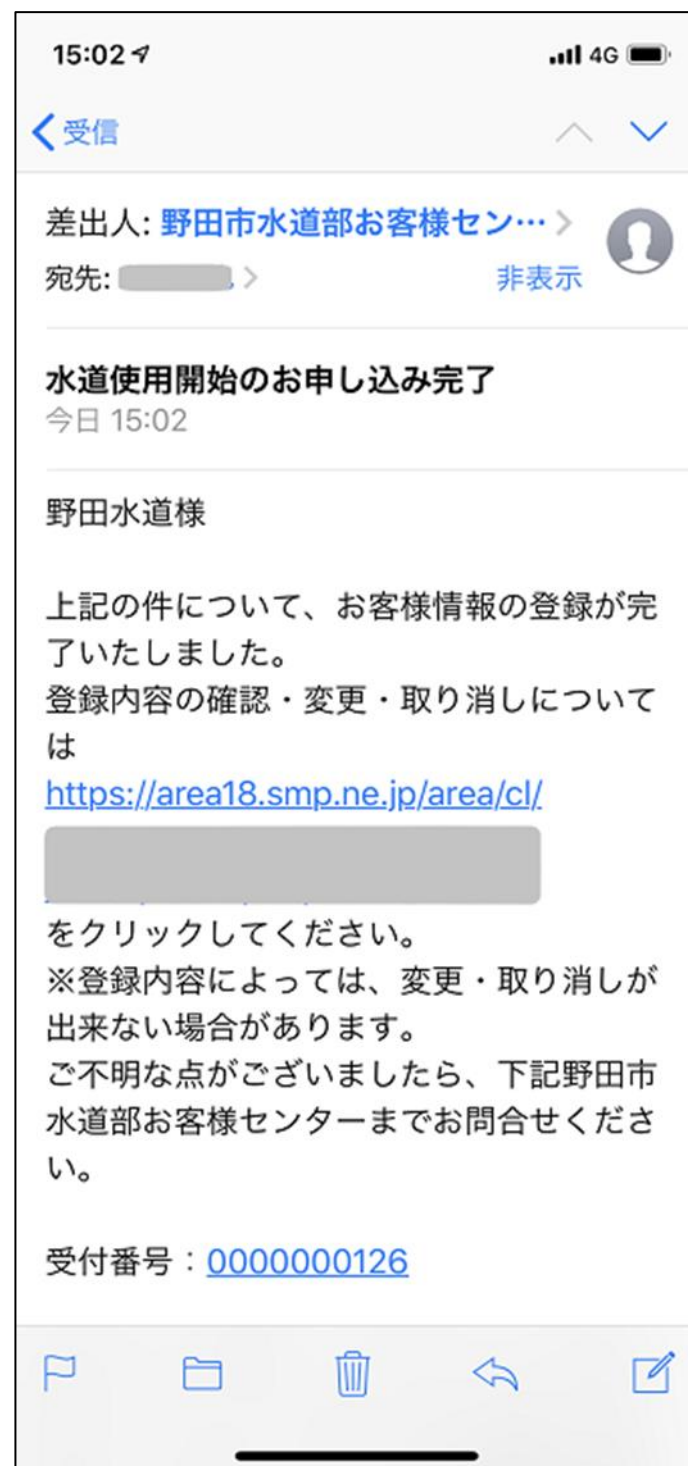 15:02
4G
受信
差出人: 野田市水道部お客様セン…
宛先:
非表示
水道使用開始のお申し込み完了
今日 15:02
野田水道様
上記の件について、お客様情報の登録が完
了いたしました。
登録内容の確認・変更・取り消しについて
は
https://area18.smp.ne.jp/area/cl/
をクリックしてください。
※登録内容によっては、変更・取り消しが
出来ない場合があります。
ご不明な点がございましたら、下記野田市
水道部お客様センターまでお問合せくださ
い。
受付番号：0000000126